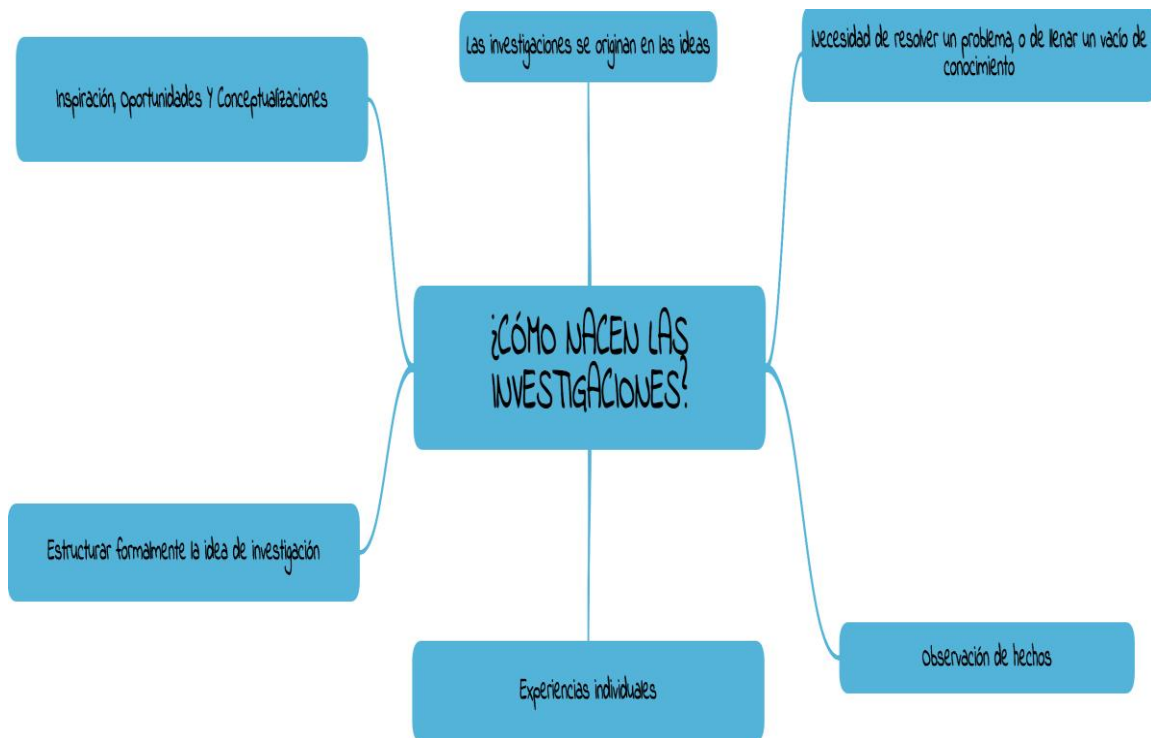 Las investigaciones se originan en las ideas
Necesidad de resolver un problema, o de llenar un vacío de
conocimiento
Inspiración, Oportunidades Y Conceptualizaciones
¿CÓMO NACEN LAS
INVESTIGACIONES?
Estructurar formalmente la idea de investigación
Experiencias individuales
Observación de hechos